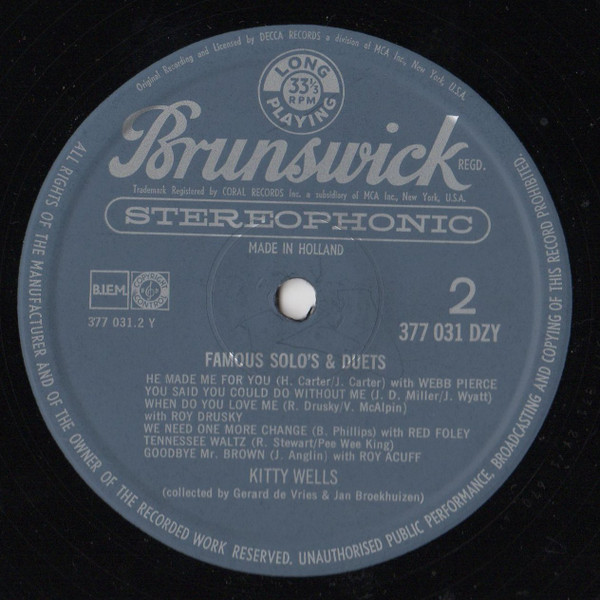 Original Recording and Licensed by DECCA RECORDS a division of MCA Inc., New York, U.S.A.
LONG
33⅓
RPM
PLAYING
Brunswick REGD.
Trademark Registered by CORAL RECORDS Inc. a subsidiary of MCA Inc., New York, U.S.A.
STEREOPHONIC
MADE IN HOLLAND
B.I.E.M. COPYRIGHT CONTROL
377 031.2 Y
2
377 031 DZY
FAMOUS SOLO'S & DUETS
HE MADE ME FOR YOU (H. Carter/J. Carter) with WEBB PIERCE
YOU SAID YOU COULD DO WITHOUT ME (J. D. Miller/J. Wyatt)
WHEN DO YOU LOVE ME (R. Drusky/V. McAlpin)
with ROY DRUSKY
WE NEED ONE MORE CHANGE (B. Phillips) with RED FOLEY
TENNESSEE WALTZ (R. Stewart/Pee Wee King)
GOODBYE Mr. BROWN (J. Anglin) with ROY ACUFF
KITTY WELLS
(collected by Gerard de Vries & Jan Broekhuizen)
ALL RIGHTS OF THE MANUFACTURER AND OF THE OWNER OF THE RECORDED WORK RESERVED. UNAUTHORISED PUBLIC PERFORMANCE, BROADCASTING AND COPYING OF THIS RECORD PROHIBITED.